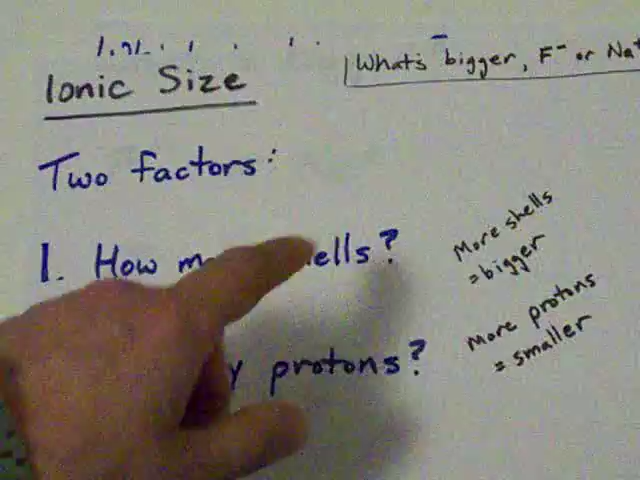 Ionic Size
What's bigger, F⁻ or Na⁺
Two factors:
1. How m ells?
More shells
= bigger
y protons?
More protons
= smaller